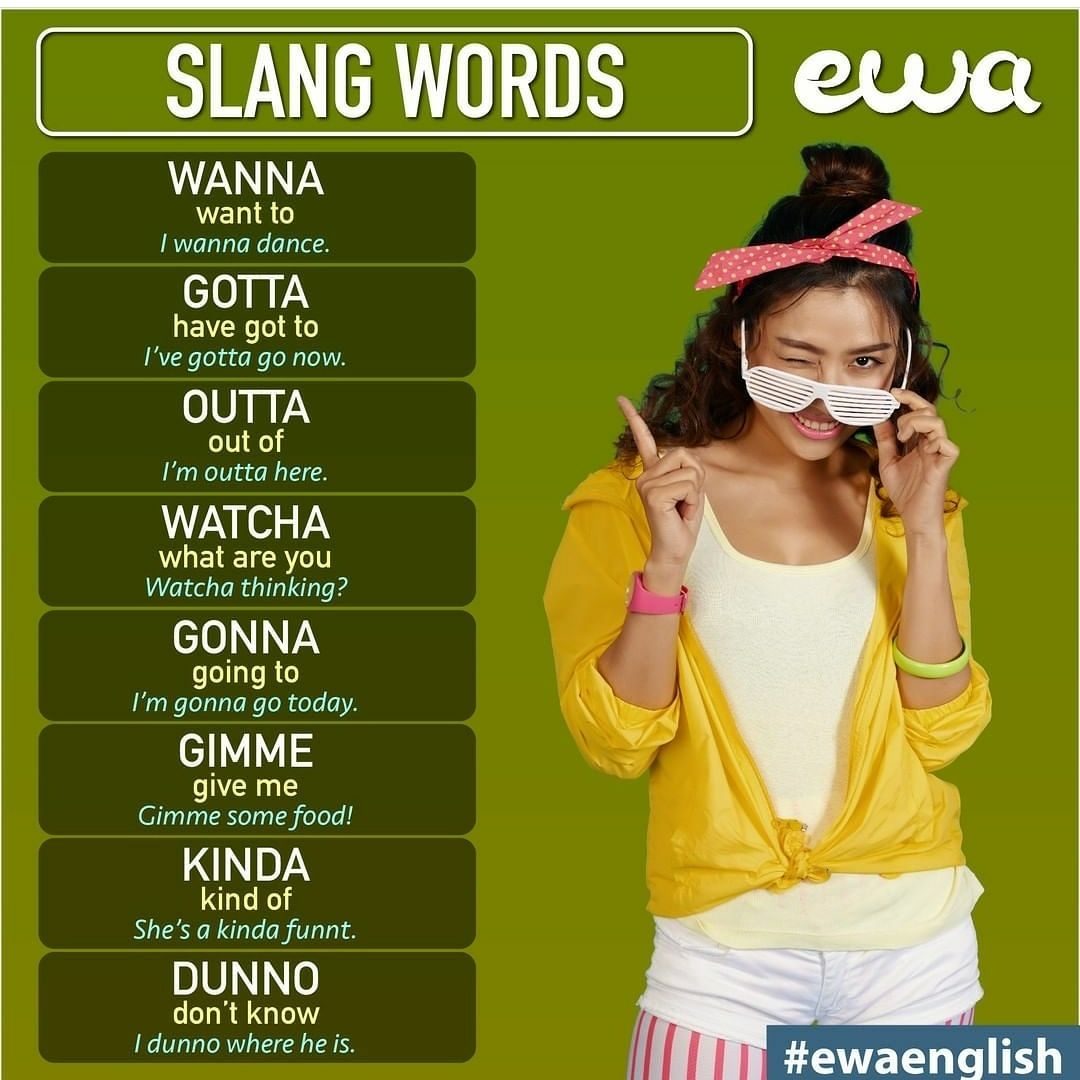 SLANG WORDS
ewa
WANNA
want to
I wanna dance.
GOTTA
have got to
I've gotta go now.
OUTTA
out of
I'm outta here.
WATCHA
what are you
Watcha thinking?
GONNA
going to
I'm gonna go today.
GIMME
give me
Gimme some food!
KINDA
kind of
She's a kinda funnt.
DUNNO
don't know
I dunno where he is.
#ewaenglish